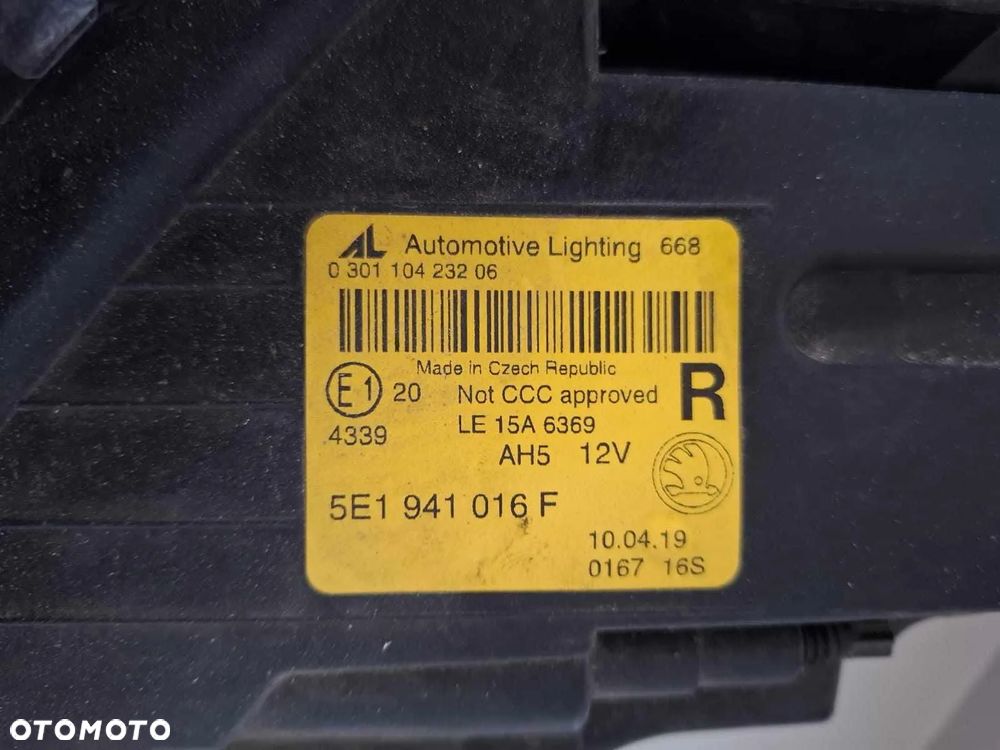 AL Automotive Lighting 668
0 301 104 232 06
Made in Czech Republic
E1 20 Not CCC approved R
4339 LE 15A 6369
AH5 12V
5E1 941 016 F
10.04.19
0167 16S
OTOMOTO